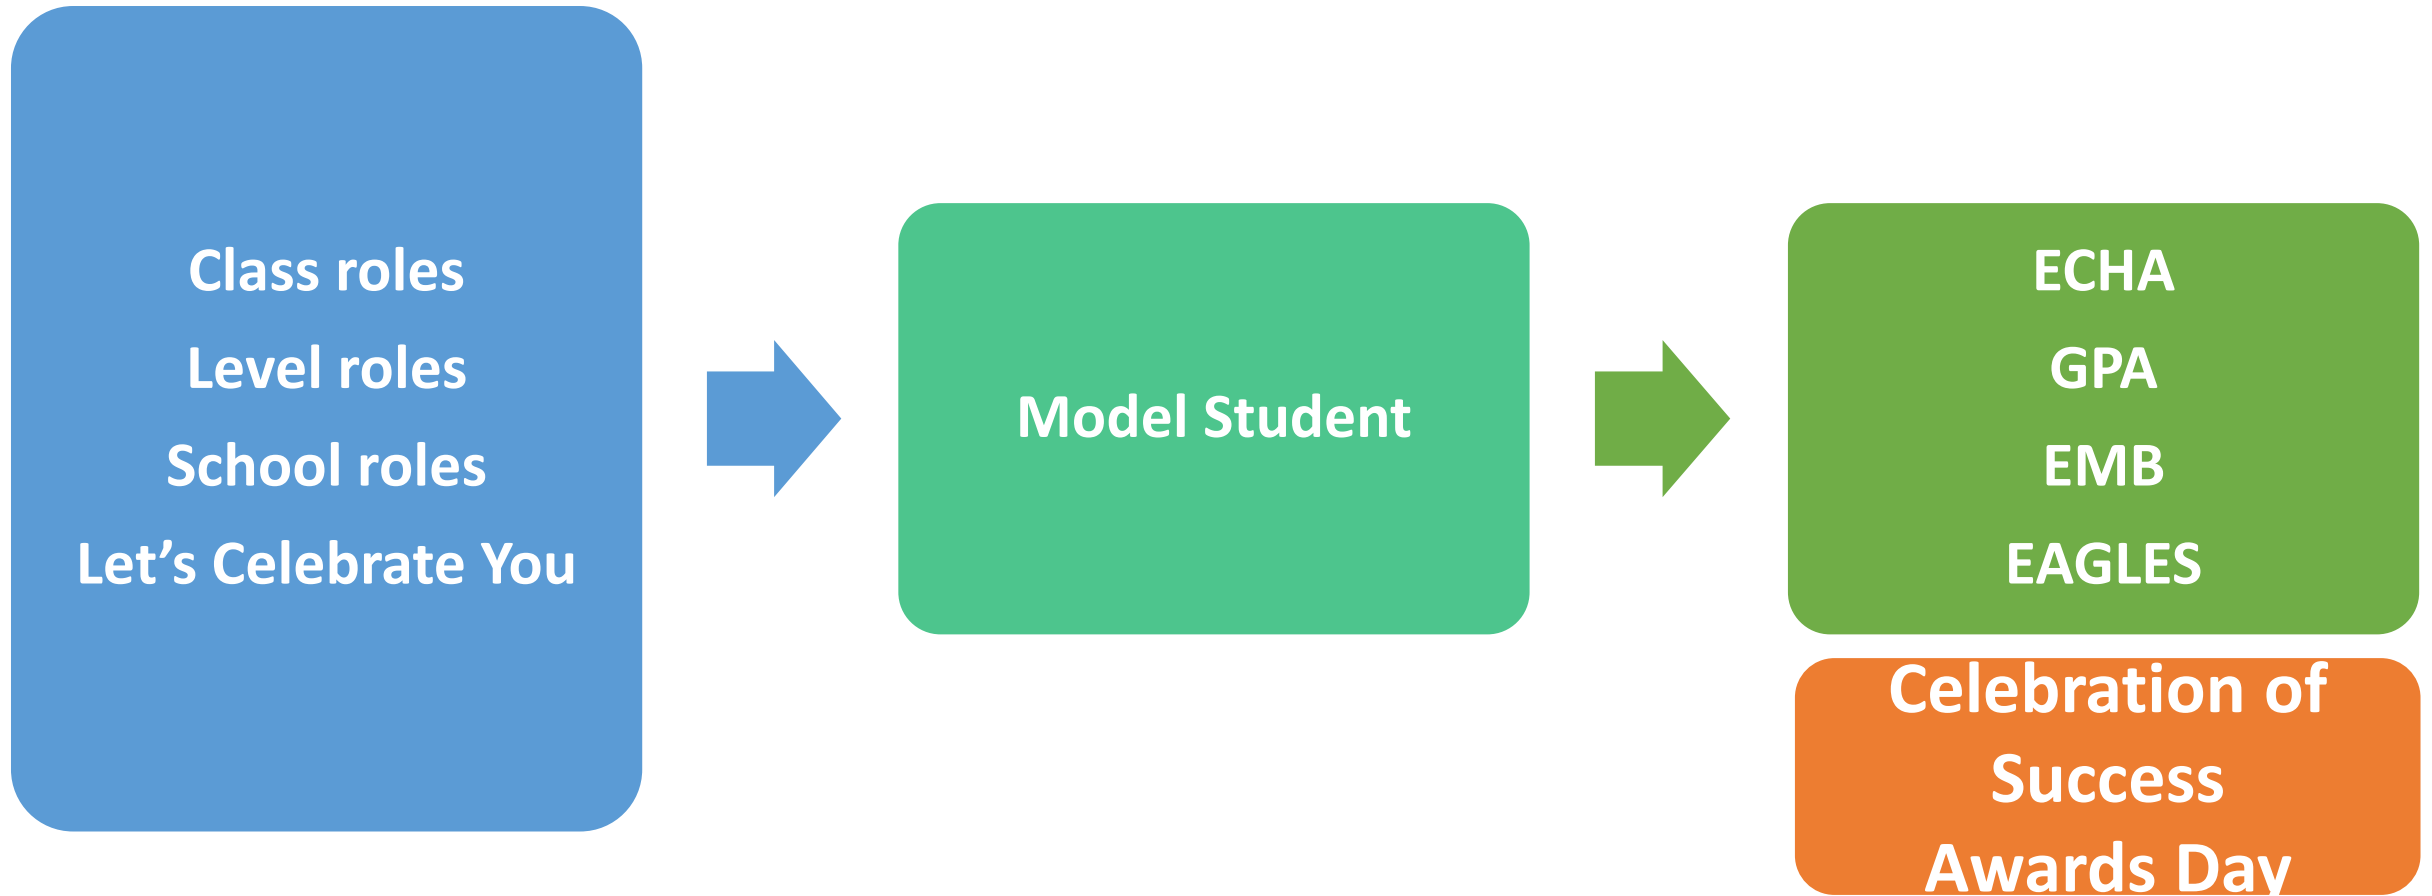 Class roles
Level roles
School roles
Let’s Celebrate You
Model Student
ECHA
GPA
EMB
EAGLES
Celebration of
Success
Awards Day